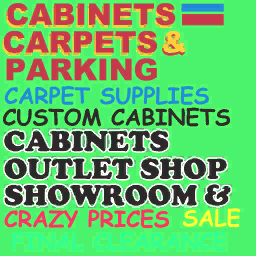 CABINETS
CARPETS &
PARKING
CARPET SUPPLIES
CUSTOM CABINETS
CABINETS
OUTLET SHOP
SHOWROOM &
CRAZY PRICES SALE
FINAL CLEARANCE